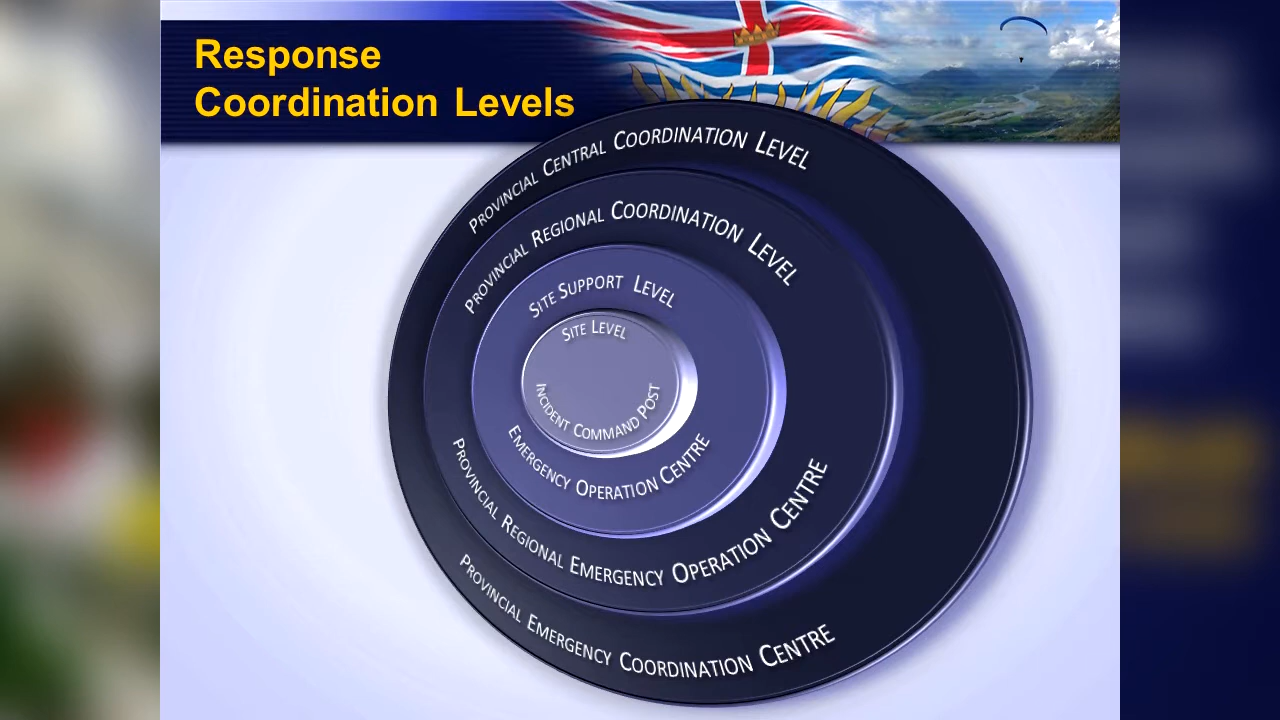 Response
Coordination Levels
PROVINCIAL CENTRAL COORDINATION LEVEL
PROVINCIAL REGIONAL COORDINATION LEVEL
SITE SUPPORT LEVEL
SITE LEVEL
INCIDENT COMMAND POST
EMERGENCY OPERATION CENTRE
PROVINCIAL REGIONAL EMERGENCY OPERATION CENTRE
PROVINCIAL EMERGENCY COORDINATION CENTRE